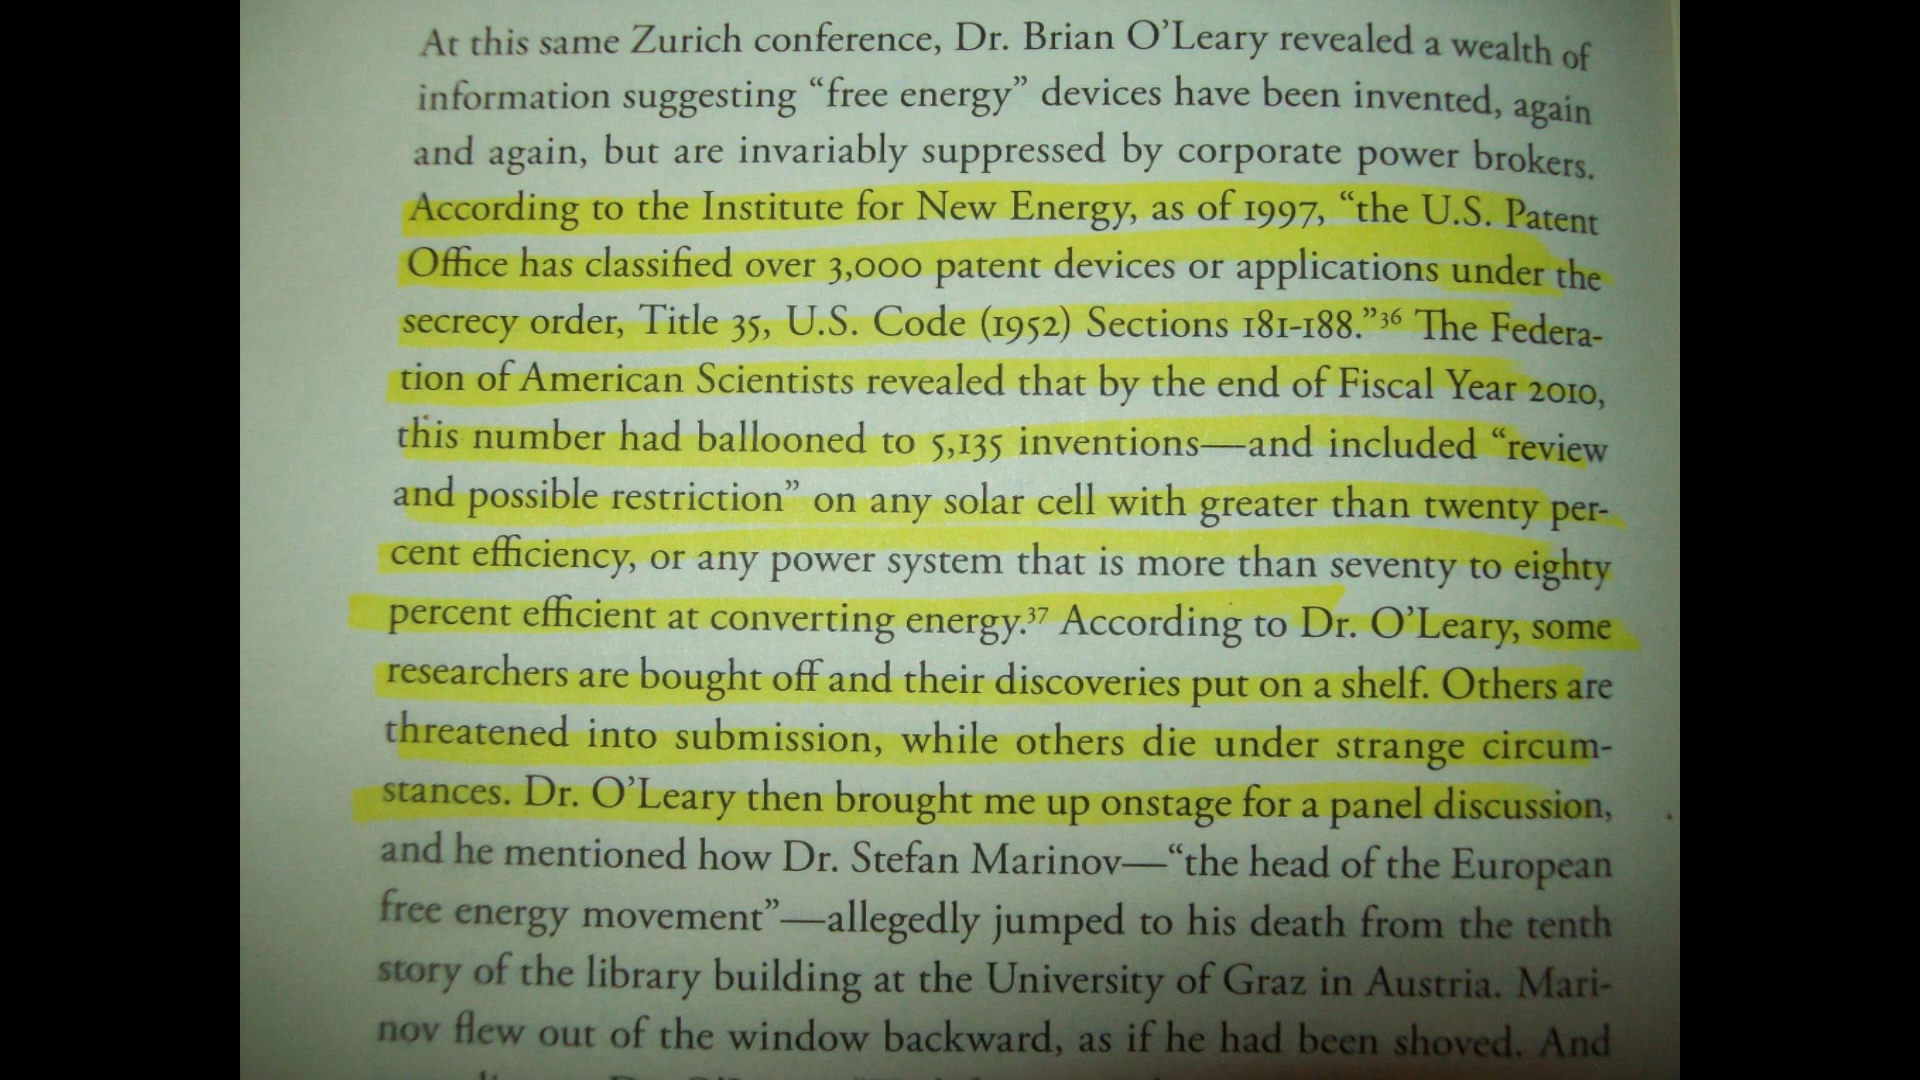 At this same Zurich conference, Dr. Brian O’Leary revealed a wealth of
information suggesting “free energy” devices have been invented, again
and again, but are invariably suppressed by corporate power brokers.
According to the Institute for New Energy, as of 1997, “the U.S. Patent
Office has classified over 3,000 patent devices or applications under the
secrecy order, Title 35, U.S. Code (1952) Sections 181-188.”36 The Federa-
tion of American Scientists revealed that by the end of Fiscal Year 2010,
this number had ballooned to 5,135 inventions—and included “review
and possible restriction” on any solar cell with greater than twenty per-
cent efficiency, or any power system that is more than seventy to eighty
percent efficient at converting energy.37 According to Dr. O’Leary, some
researchers are bought off and their discoveries put on a shelf. Others are
threatened into submission, while others die under strange circum-
stances. Dr. O’Leary then brought me up onstage for a panel discussion,
and he mentioned how Dr. Stefan Marinov—“the head of the European
free energy movement”—allegedly jumped to his death from the tenth
story of the library building at the University of Graz in Austria. Mari-
nov flew out of the window backward, as if he had been shoved. And